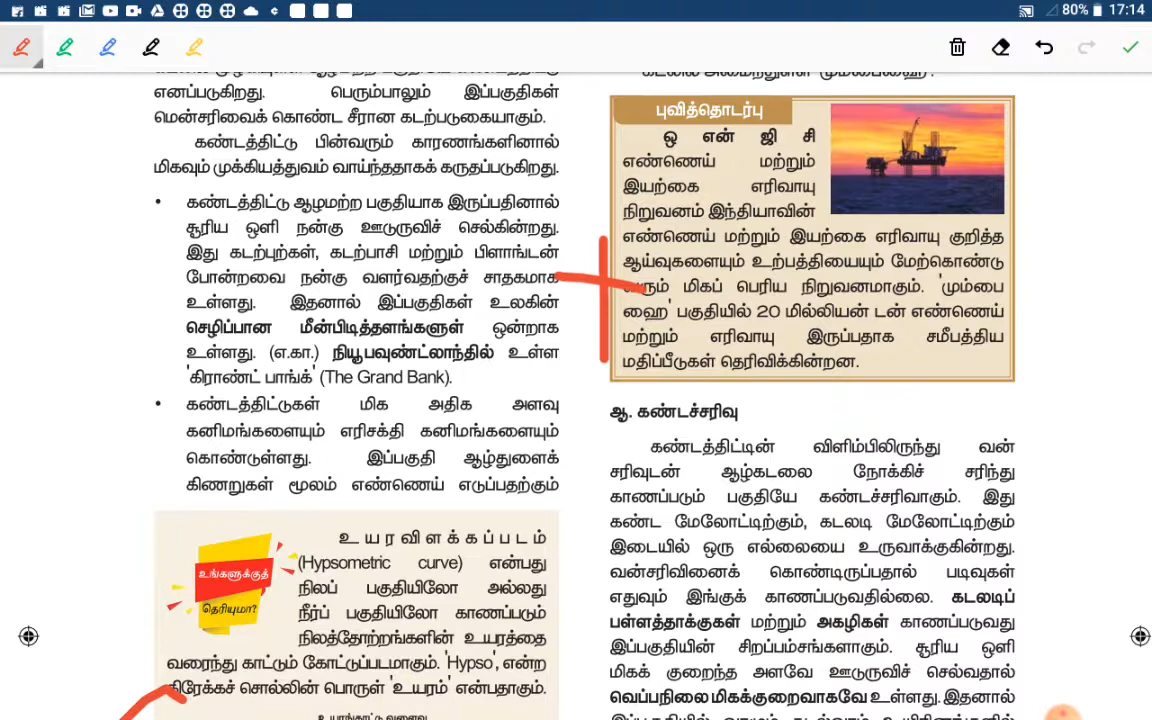 80% 17:14
எனப்படுகிறது. பெரும்பாலும் இப்பகுதிகள்
மென்சரிவைக் கொண்ட சீரான கடற்படுகையாகும்.
கண்டத்திட்டு பின்வரும் காரணங்களினால்
மிகவும் முக்கியத்துவம் வாய்ந்ததாகக் கருதப்படுகிறது.
• கண்டத்திட்டு ஆழமற்ற பகுதியாக இருப்பதினால்
சூரிய ஒளி நன்கு ஊடுருவிச் செல்கின்றது.
இது கடற்புற்கள், கடற்பாசி மற்றும் பிளாங்டன்
போன்றவை நன்கு வளர்வதற்குச் சாதகமாக
உள்ளது. இதனால் இப்பகுதிகள் உலகின்
செழிப்பான மீன்பிடித்தளங்களுள் ஒன்றாக
உள்ளது. (எ.கா.) நியூபவுண்ட்லாந்தில் உள்ள
'கிராண்ட் பாங்க்' (The Grand Bank).
• கண்டத்திட்டுகள் மிக அதிக அளவு
கனிமங்களையும் எரிசக்தி கனிமங்களையும்
கொண்டுள்ளது. இப்பகுதி ஆழ்துளைக்
கிணறுகள் மூலம் எண்ணெய் எடுப்பதற்கும்
உங்களுக்குத்
தெரியுமா?
உயரவிளக்கப்படம்
(Hypsometric curve) என்பது
நிலப் பகுதியிலோ அல்லது
நீர்ப் பகுதியிலோ காணப்படும்
நிலத்தோற்றங்களின் உயரத்தை
வரைந்து காட்டும் கோட்டுப்படமாகும். 'Hypso', என்ற
கிரேக்கச் சொல்லின் பொருள் 'உயரம்' என்பதாகும்.
புவித்தொடர்பு
ஒ என் ஜி சி
எண்ணெய் மற்றும்
இயற்கை எரிவாயு
நிறுவனம் இந்தியாவின்
எண்ணெய் மற்றும் இயற்கை எரிவாயு குறித்த
ஆய்வுகளையும் உற்பத்தியையும் மேற்கொண்டு
வரும் மிகப் பெரிய நிறுவனமாகும். 'மும்பை
ஹை' பகுதியில் 20 மில்லியன் டன் எண்ணெய்
மற்றும் எரிவாயு இருப்பதாக சமீபத்திய
மதிப்பீடுகள் தெரிவிக்கின்றன.
ஆ. கண்டச்சரிவு
கண்டத்திட்டின் விளிம்பிலிருந்து வன்
சரிவுடன் ஆழ்கடலை நோக்கிச் சரிந்து
காணப்படும் பகுதியே கண்டச்சரிவாகும். இது
கண்ட மேலோட்டிற்கும், கடலடி மேலோட்டிற்கும்
இடையில் ஒரு எல்லையை உருவாக்குகின்றது.
வன்சரிவினைக் கொண்டிருப்பதால் படிவுகள்
எதுவும் இங்குக் காணப்படுவதில்லை. கடலடிப்
பள்ளத்தாக்குகள் மற்றும் அகழிகள் காணப்படுவது
இப்பகுதியின் சிறப்பம்சங்களாகும். சூரிய ஒளி
மிகக் குறைந்த அளவே ஊடுருவிச் செல்வதால்
வெப்பநிலை மிகக்குறைவாகவே உள்ளது. இதனால்